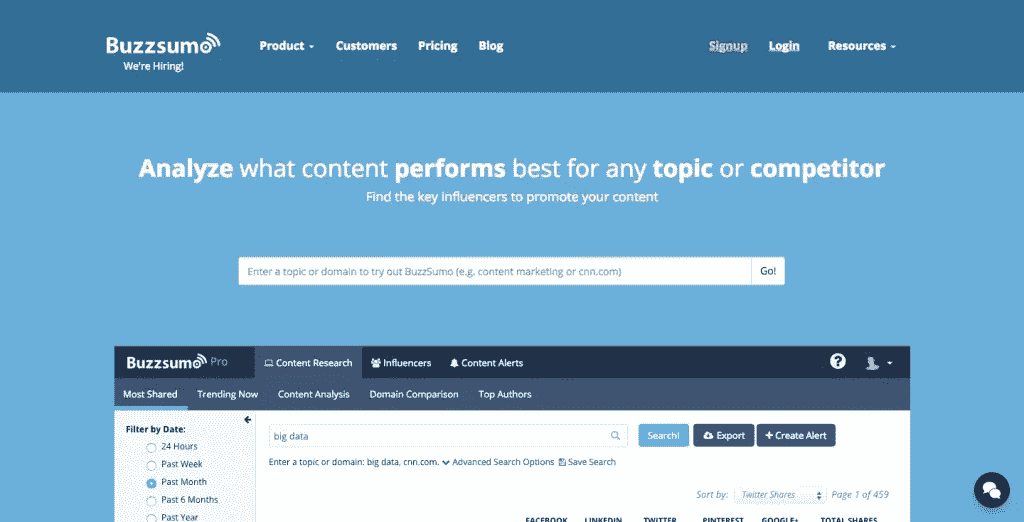 Buzzsumo
We're Hiring!
Product
Customers
Pricing
Blog
Signup
Login
Resources
Analyze what content performs best for any topic or competitor
Find the key influencers to promote your content
Enter a topic or domain to try out BuzzSumo (e.g. content marketing or cnn.com)
Go!
Buzzsumo Pro
Content Research
Influencers
Content Alerts
?
Most Shared
Trending Now
Content Analysis
Domain Comparison
Top Authors
Filter by Date:
24 Hours
Past Week
Past Month
Past 6 Months
Past Year
big data
Search!
Export
+ Create Alert
Enter a topic or domain: big data, cnn.com.
Advanced Search Options
Save Search
Sort by:
Twitter Shares
Page 1 of 459
FACEBOOK
LINKEDIN
TWITTER
PINTEREST
GOOGLE+
TOTAL SHARES